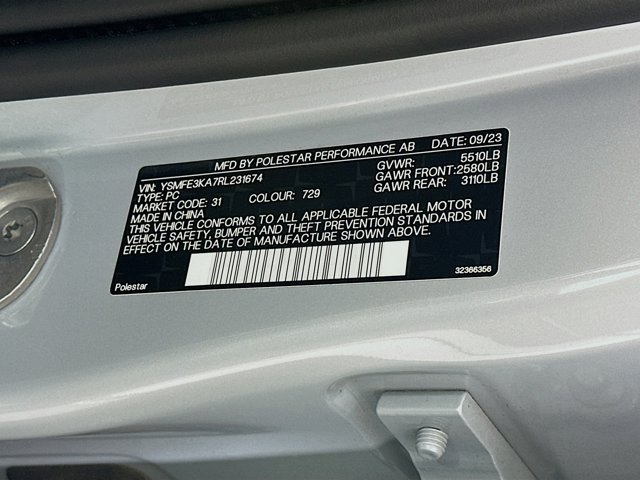 MFD BY POLESTAR PERFORMANCE AB DATE: 09/23
VIN: YSMFE3KA7RL231674 GVWR: 5510LB
TYPE: PC GAWR FRONT:2580LB
MARKET CODE: 31 COLOUR: 729 GAWR REAR: 3110LB
MADE IN CHINA
THIS VEHICLE CONFORMS TO ALL APPLICABLE FEDERAL MOTOR
VEHICLE SAFETY, BUMPER AND THEFT PREVENTION STANDARDS IN
EFFECT ON THE DATE OF MANUFACTURE SHOWN ABOVE.
Polestar 32366356